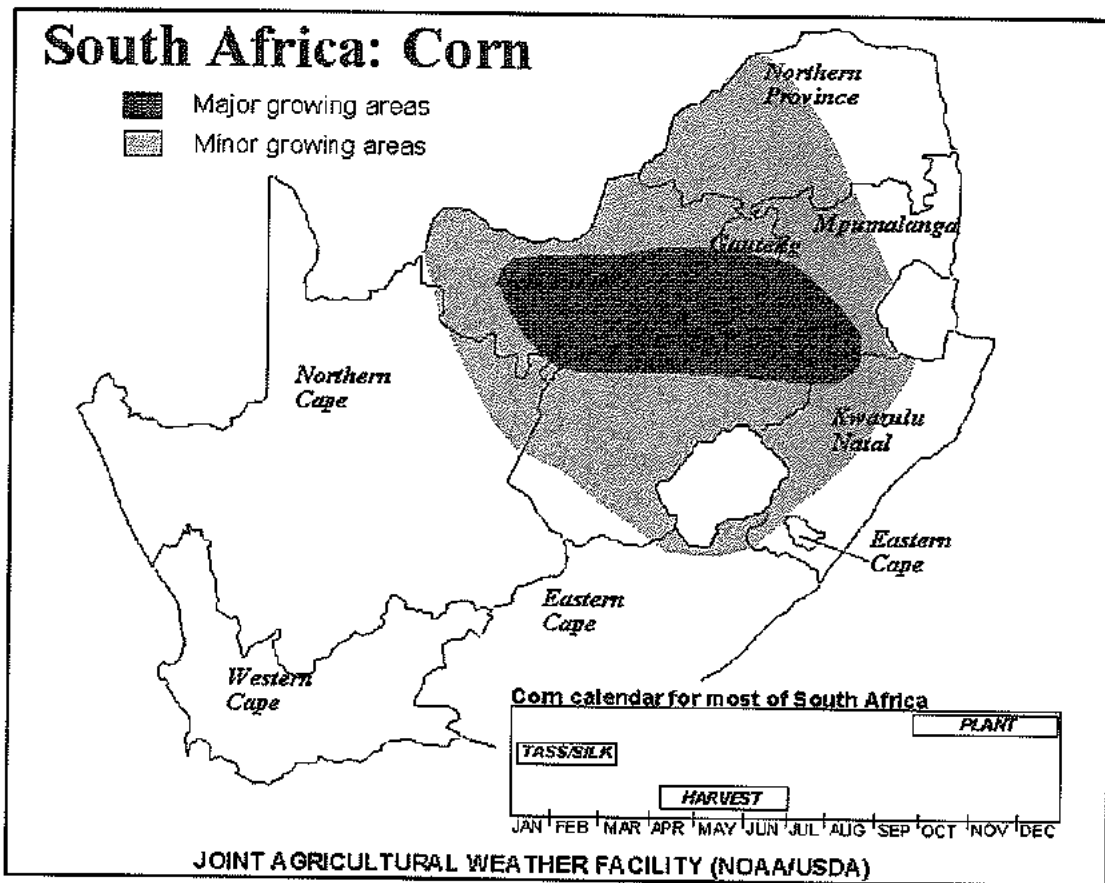 South Africa: Corn
Major growing areas
Minor growing areas
Northern
Province
Mpumalanga
Gauteng
Northern
Cape
Kwazulu
Natal
Eastern
Cape
Eastern
Cape
Western
Cape
Corn calendar for most of South Africa
PLANT
TASS/SILK
HARVEST
JAN FEB MAR APR MAY JUN JUL AUG SEP OCT NOV DEC
JOINT AGRICULTURAL WEATHER FACILITY (NOAA/USDA)